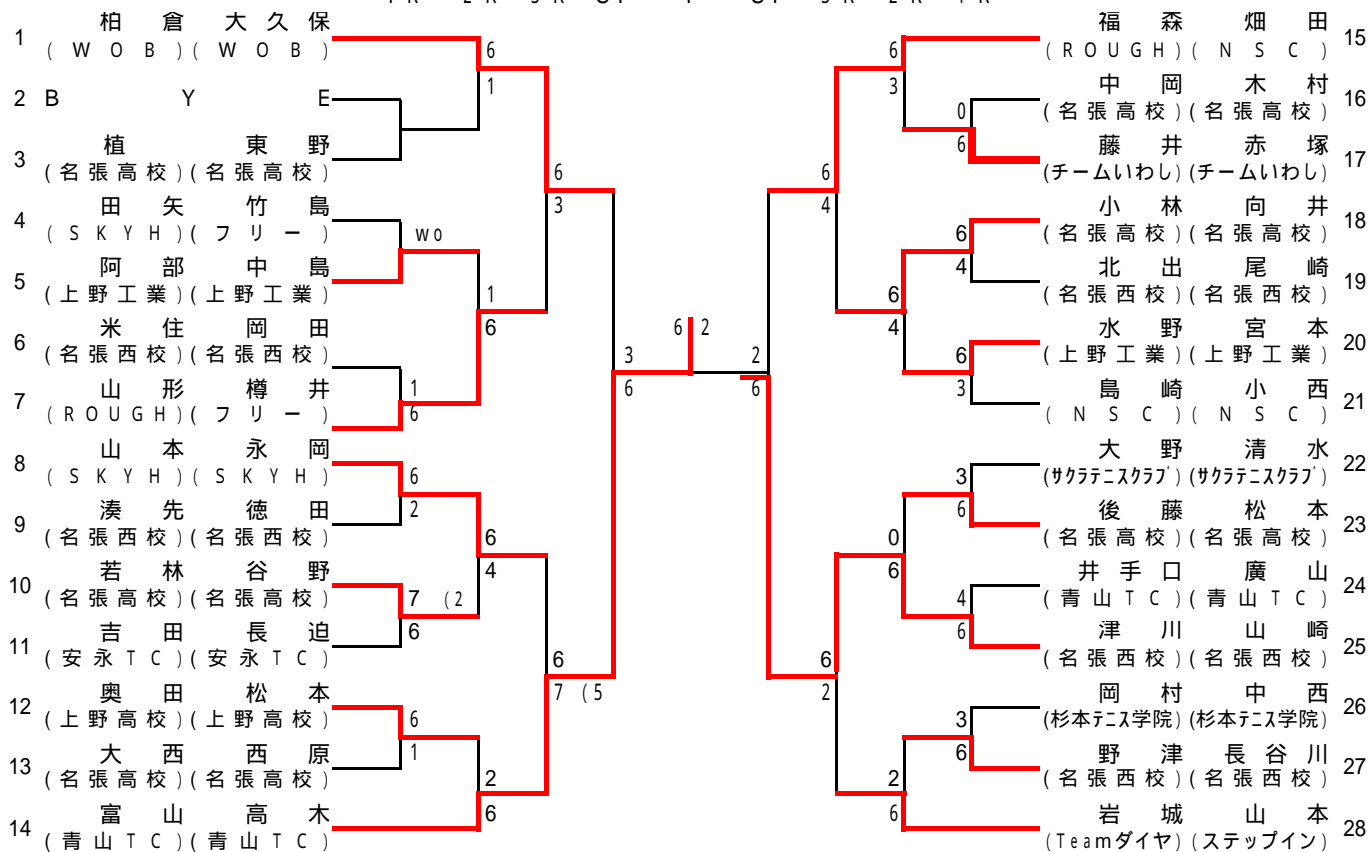 1 柏倉 大久保
(WOB)(WOB)
2 BYE
3 植 東野
(名張高校)(名張高校)
4 田矢 竹島
(SKYH)(フリー)
5 阿部 中島
(上野工業)(上野工業)
6 米住 岡田
(名張西校)(名張西校)
7 山形 樽井
(ROUGH)(フリー)
8 山本 永岡
(SKYH)(SKYH)
9 湊先 徳田
(名張西校)(名張西校)
10 若林 谷野
(名張高校)(名張高校)
11 吉田 長迫
(安永TC)(安永TC)
12 奥田 松本
(上野高校)(上野高校)
13 大西 西原
(名張高校)(名張高校)
14 富山 高木
(青山TC)(青山TC)
WO
1
6
6
2
7 (2
6
6
1
6
1
1
6
6
4
2
6
6
3
6
7 (5
3
6
6 2
2
6
6
4
6
2
6
3
6
4
0
6
2
6
0
6
6
4
6
3
3
6
4
6
3
6
福森 畑田 15
(ROUGH)(NSC)
中岡 木村 16
(名張高校)(名張高校)
藤井 赤塚 17
(チームいわし)(チームいわし)
小林 向井 18
(名張高校)(名張高校)
北出 尾崎 19
(名張西校)(名張西校)
水野 宮本 20
(上野工業)(上野工業)
島崎 小西 21
(NSC)(NSC)
大野 清水 22
(サクラテニスクラブ)(サクラテニスクラブ)
後藤 松本 23
(名張高校)(名張高校)
井手口 廣山 24
(青山TC)(青山TC)
津川 山崎 25
(名張西校)(名張西校)
岡村 中西 26
(杉本テニス学院)(杉本テニス学院)
野津 長谷川 27
(名張西校)(名張西校)
岩城 山本 28
(Teamダイヤ)(ステップイン)